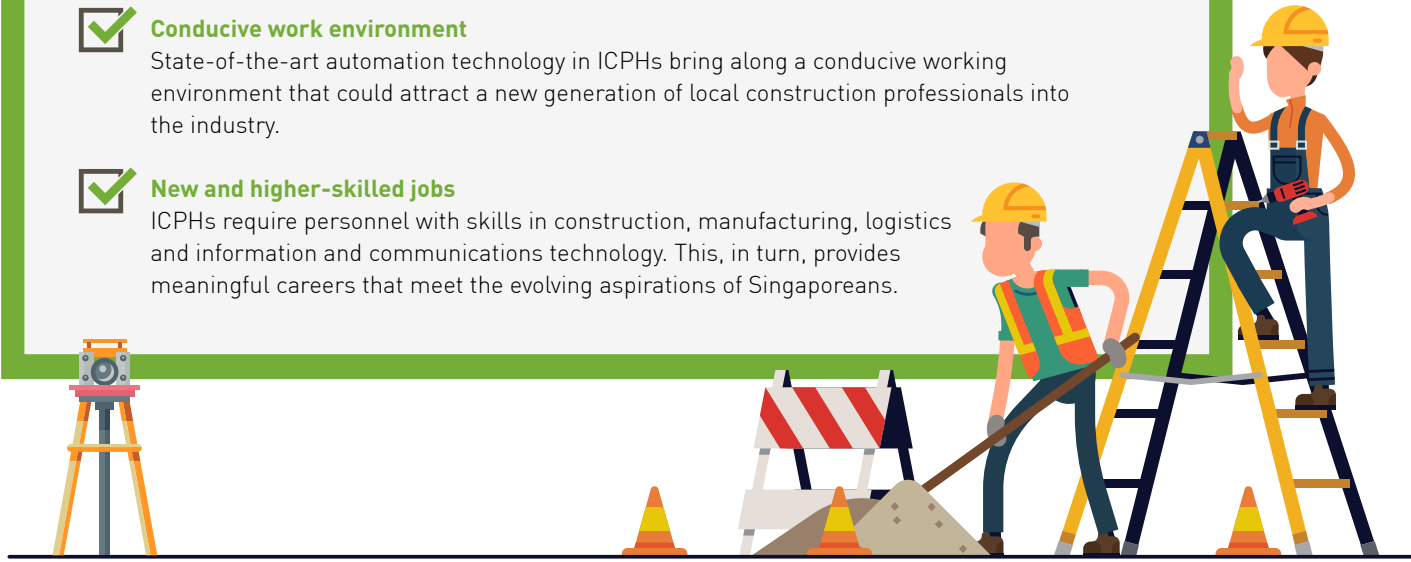 Conducive work environment
State-of-the-art automation technology in ICPHs bring along a conducive working
environment that could attract a new generation of local construction professionals into
the industry.
New and higher-skilled jobs
ICPHs require personnel with skills in construction, manufacturing, logistics
and information and communications technology. This, in turn, provides
meaningful careers that meet the evolving aspirations of Singaporeans.